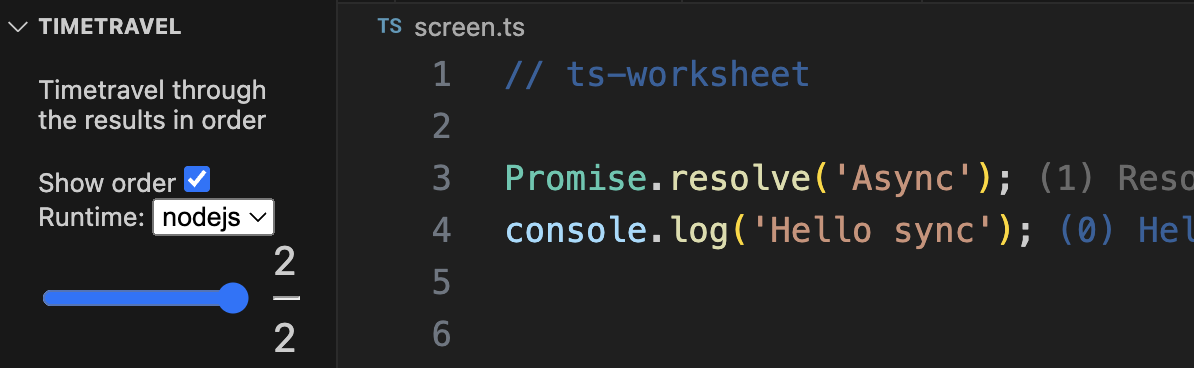 TIMETRAVEL
Timetravel through
the results in order
Show order
Runtime: nodejs
2
2
TS screen.ts
1 // ts-worksheet
2
3 Promise.resolve('Async'); (1) Reso
4 console.log('Hello sync'); (0) Hel
5
6